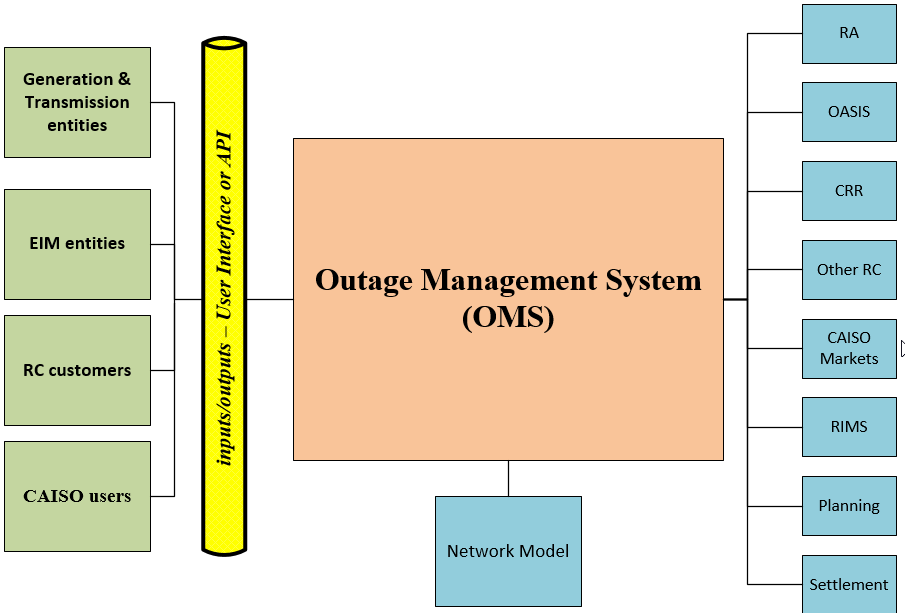 Generation &
Transmission
entities
EIM entities
RC customers
CAISO users
inputs/outputs – User Interface or API
Outage Management System
(OMS)
Network Model
RA
OASIS
CRR
Other RC
CAISO
Markets
RIMS
Planning
Settlement